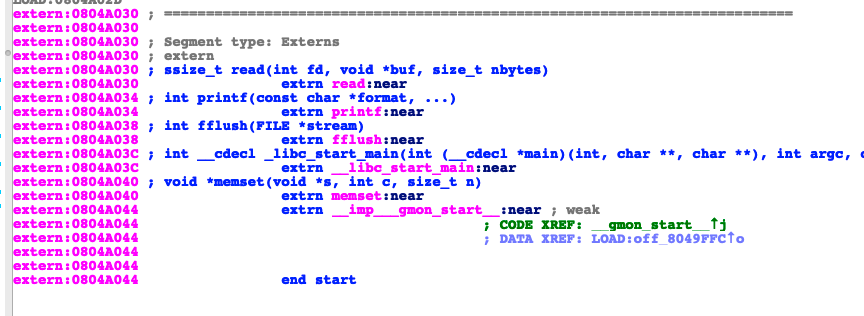 extern:0804A030 ; ===========================================================================
extern:0804A030
extern:0804A030 ; Segment type: Externs
extern:0804A030 ; extern
extern:0804A030 ; ssize_t read(int fd, void *buf, size_t nbytes)
extern:0804A030 extrn read:near
extern:0804A034 ; int printf(const char *format, ...)
extern:0804A034 extrn printf:near
extern:0804A038 ; int fflush(FILE *stream)
extern:0804A038 extrn fflush:near
extern:0804A03C ; int __cdecl _libc_start_main(int (__cdecl *main)(int, char **, char **), int argc,
extern:0804A03C extrn __libc_start_main:near
extern:0804A040 ; void *memset(void *s, int c, size_t n)
extern:0804A040 extrn memset:near
extern:0804A044 extrn __imp___gmon_start__:near ; weak
extern:0804A044 ; CODE XREF: __gmon_start__↑j
extern:0804A044 ; DATA XREF: LOAD:off_8049FFC↑o
extern:0804A044
extern:0804A044
extern:0804A044 end start